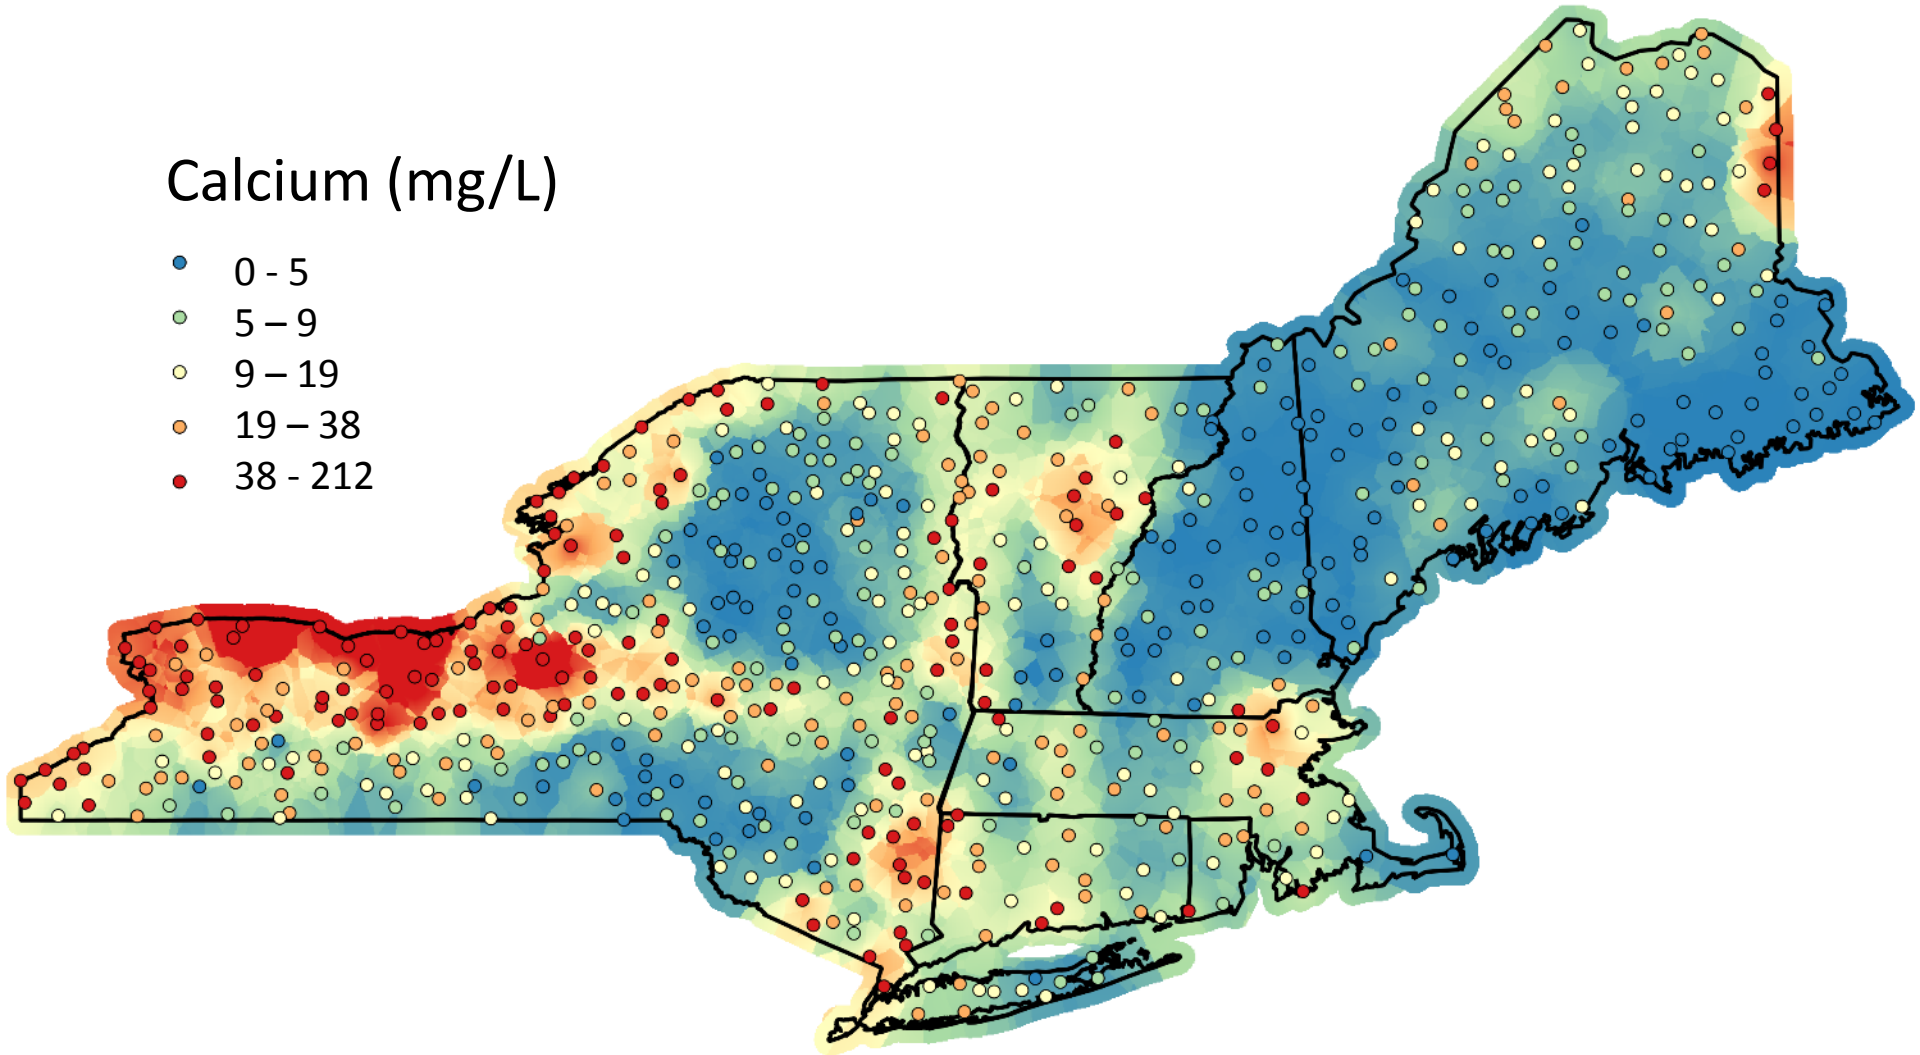 Calcium (mg/L)
0 - 5
5 – 9
9 – 19
19 – 38
38 - 212